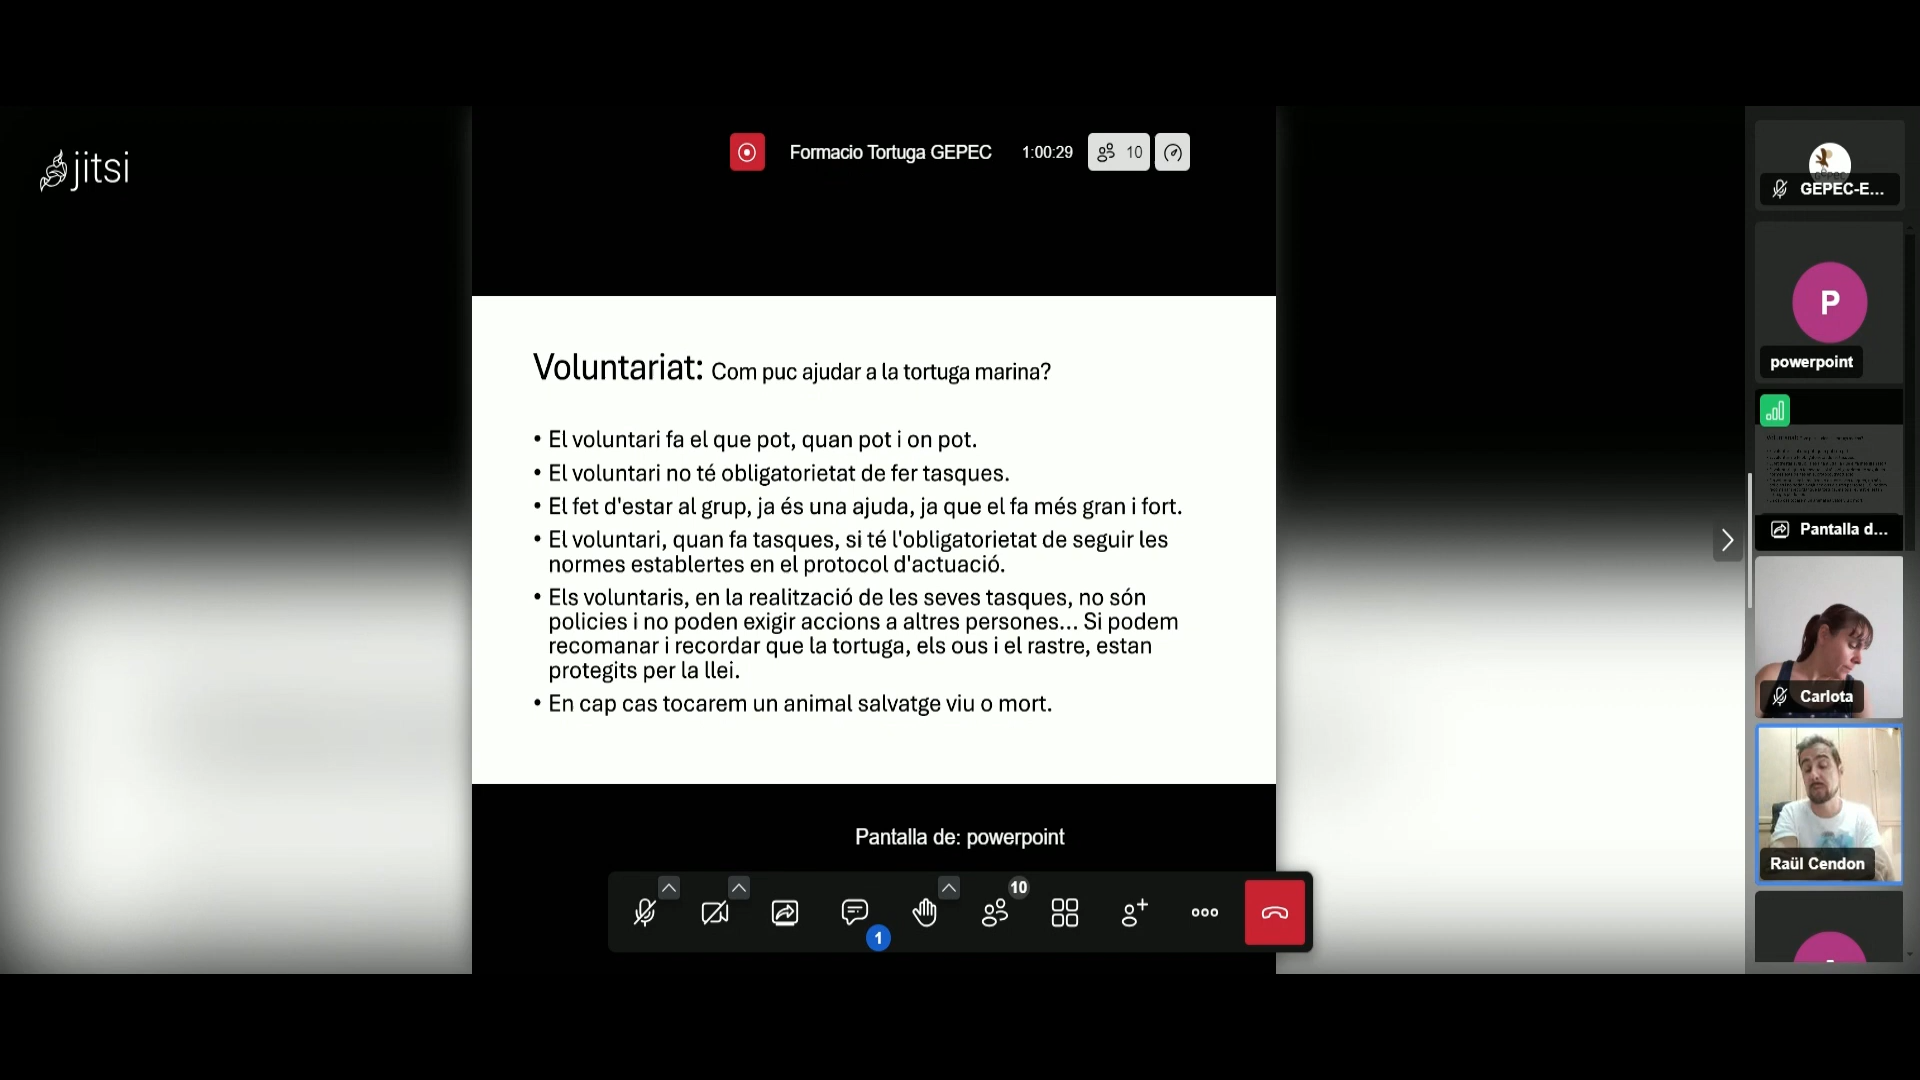 jitsi
Formacio Tortuga GEPEC
1:00:29
10
Voluntariat: Com puc ajudar a la tortuga marina?
• El voluntari fa el que pot, quan pot i on pot.
• El voluntari no té obligatorietat de fer tasques.
• El fet d'estar al grup, ja és una ajuda, ja que el fa més gran i fort.
• El voluntari, quan fa tasques, si té l'obligatorietat de seguir les
normes establertes en el protocol d'actuació.
• Els voluntaris, en la realització de les seves tasques, no són
policies i no poden exigir accions a altres persones... Si podem
recomanar i recordar que la tortuga, els ous i el rastre, estan
protegits per la llei.
• En cap cas tocarem un animal salvatge viu o mort.
Pantalla de: powerpoint
10
1
GEPEC-E...
P
powerpoint
Pantalla d...
Carlota
Raül Cendon